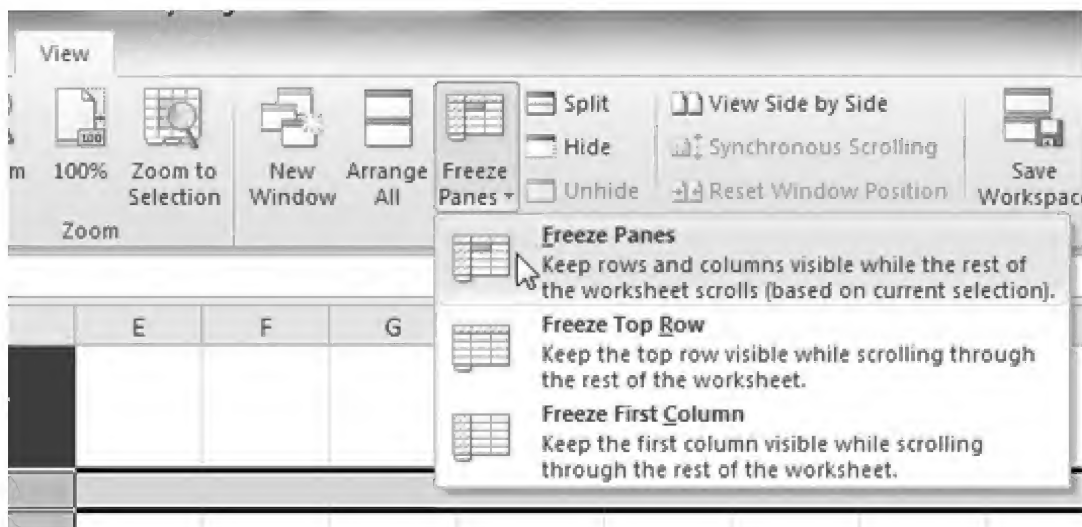 View
Split
View Side by Side
Hide
Synchronous Scrolling
m 100% Zoom to New Arrange Freeze Save
Selection Window All Panes Unhide Reset Window Position Workspac
Zoom
Freeze Panes
Keep rows and columns visible while the rest of
the worksheet scrolls (based on current selection).
E F G
Freeze Top Row
Keep the top row visible while scrolling through
the rest of the worksheet.
Freeze First Column
Keep the first column visible while scrolling
through the rest of the worksheet.